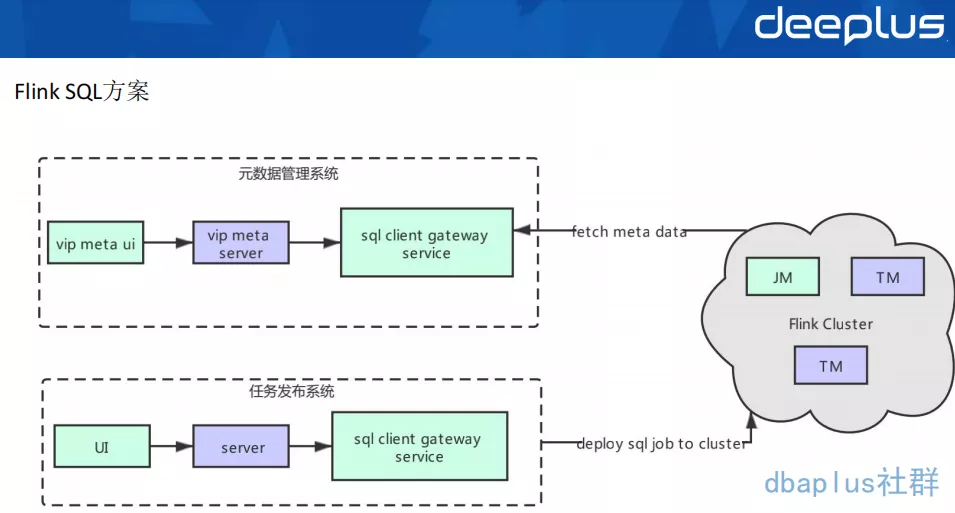 deeplus
Flink SQL方案
元数据管理系统
vip meta ui
vip meta
server
sql client gateway
service
fetch meta data
JM
TM
Flink Cluster
TM
任务发布系统
UI
server
sql client gateway
service
deploy sql job to cluster
dbaplus社群